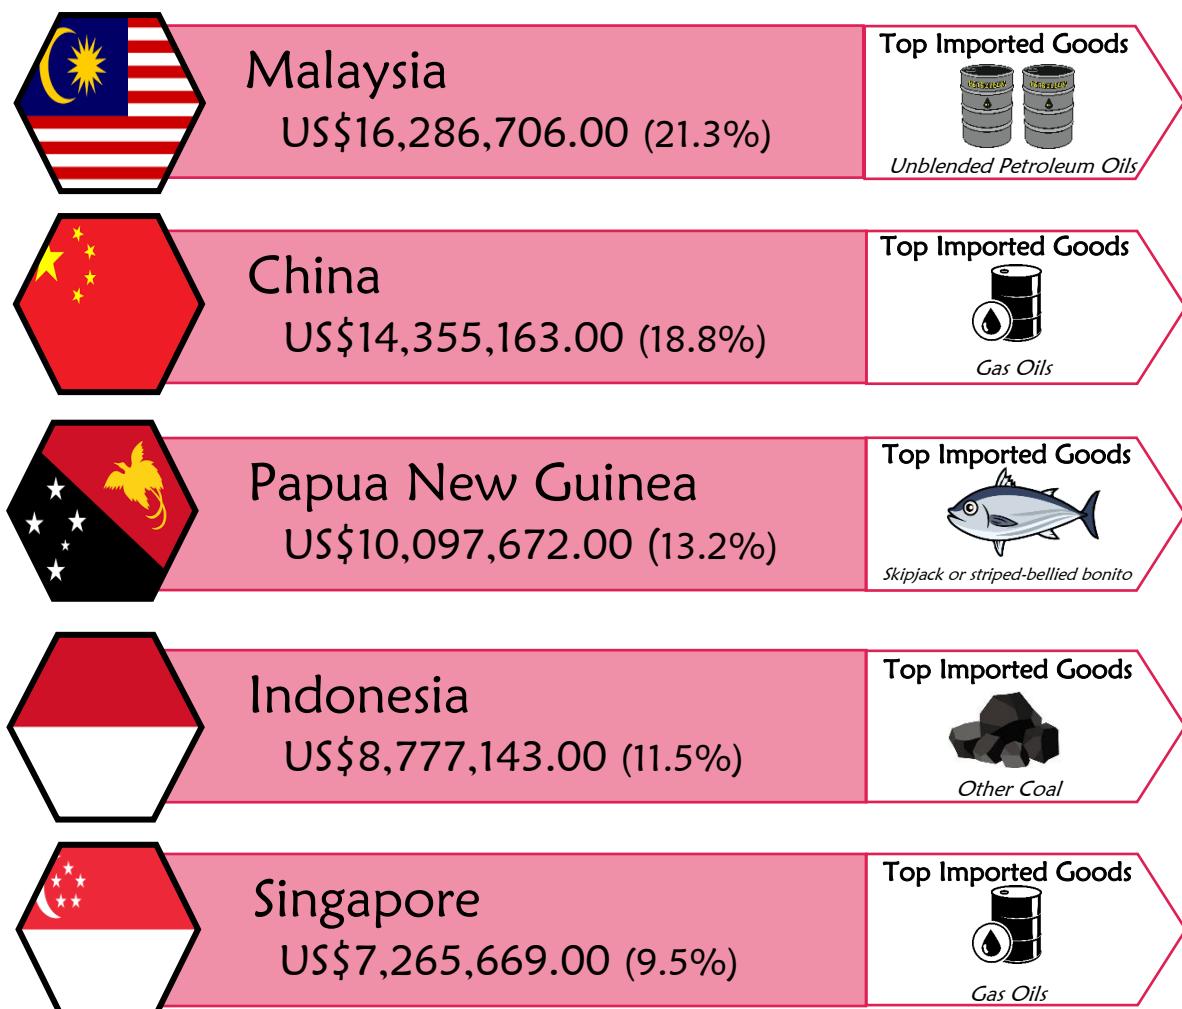 Malaysia
US$16,286,706.00 (21.3%)
Top Imported Goods
Unblended Petroleum Oils
China
US$14,355,163.00 (18.8%)
Top Imported Goods
Gas Oils
Papua New Guinea
US$10,097,672.00 (13.2%)
Top Imported Goods
Skipjack or striped-bellied bonito
Indonesia
US$8,777,143.00 (11.5%)
Top Imported Goods
Other Coal
Singapore
US$7,265,669.00 (9.5%)
Top Imported Goods
Gas Oils